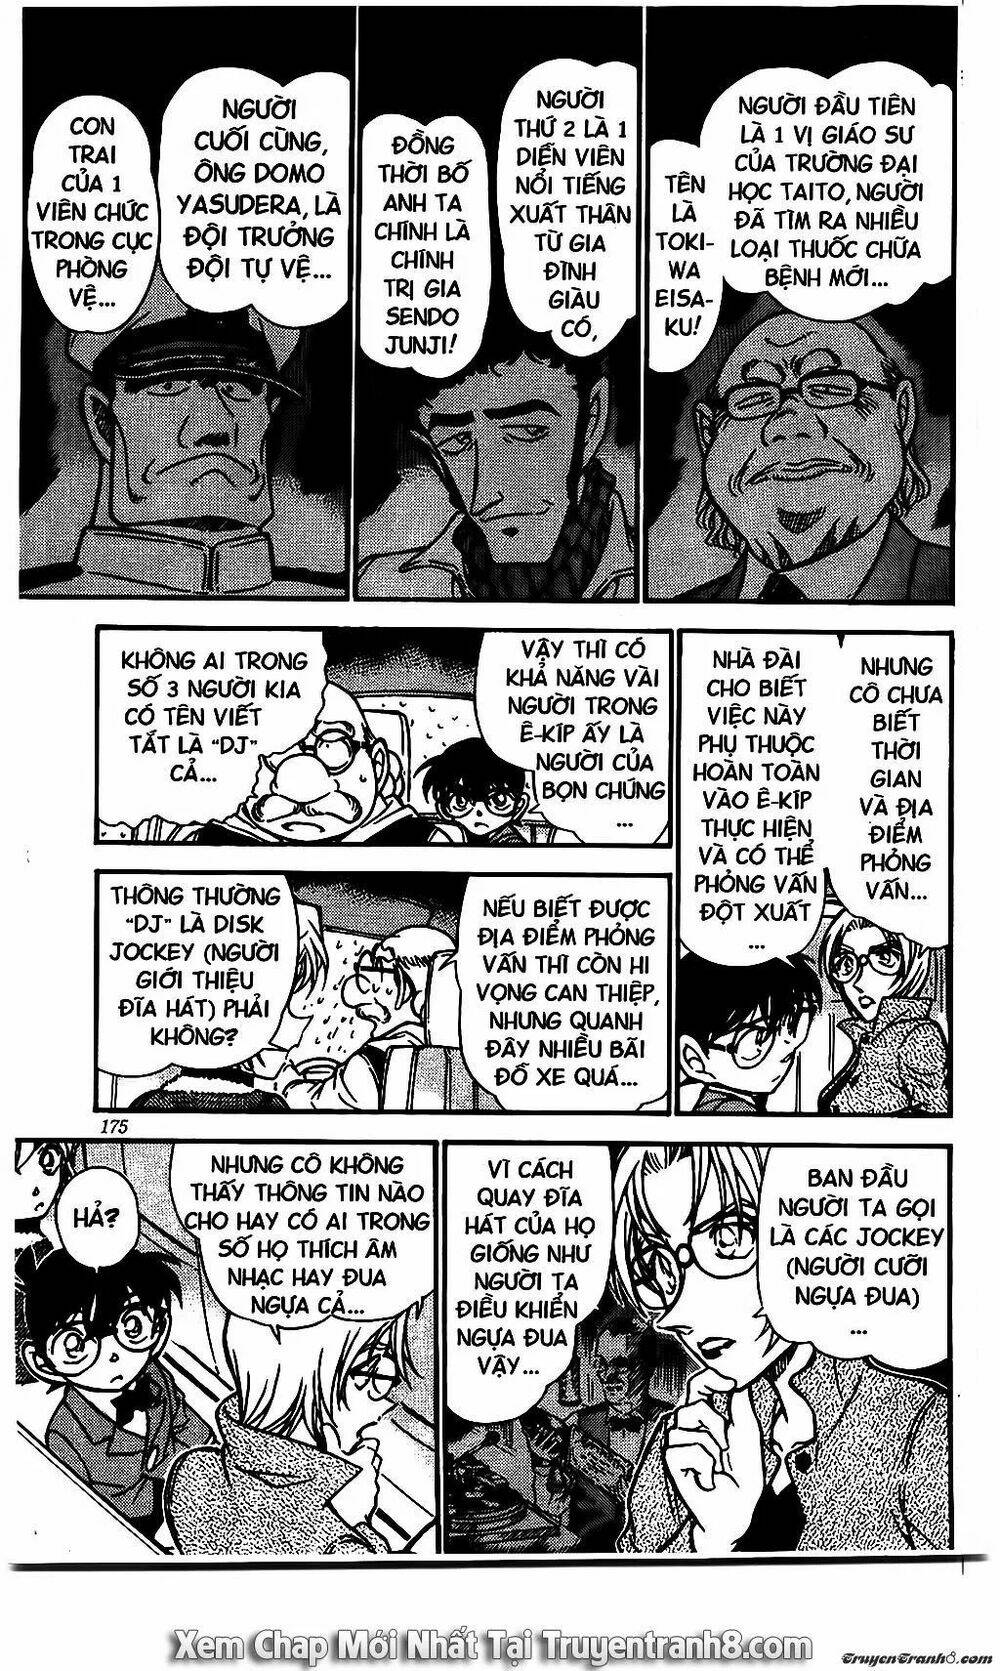 NGƯỜI ĐẦU TIÊN
LÀ 1 VỊ GIÁO SƯ
CỦA TRƯỜNG ĐẠI
HỌC TAITO, NGƯỜI
ĐÃ TÌM RA NHIỀU
LOẠI THUỐC CHỮA
BỆNH MỚI...
TÊN
LÀ
TOKI-
WA
EISA-
KU!
NGƯỜI
THỨ 2 LÀ 1
DIỄN VIÊN
NỔI TIẾNG
XUẤT THÂN
TỪ GIA
ĐÌNH
GIÀU
CÓ,
ĐỒNG
THỜI BỐ
ANH TA
CHÍNH LÀ
CHÍNH
TRỊ GIA
SENDO
JUNJI!
NGƯỜI
CUỐI CÙNG,
ÔNG DOMO
YASUDERA, LÀ
ĐỘI TRƯỞNG
ĐỘI TỰ VỆ...
CON
TRAI
CỦA 1
VIÊN CHỨC
TRONG CỤC
PHÒNG
VỆ...
NHƯNG
CÔ CHƯA
BIẾT
THỜI
GIAN
VÀ ĐỊA
ĐIỂM
PHỎNG
VẤN...
NHÀ ĐÀI
CHO BIẾT
VIỆC NÀY
PHỤ THUỘC
HOÀN TOÀN
VÀO Ê-KÍP
THỰC HIỆN
VÀ CÓ THỂ
PHỎNG VẤN
ĐỘT XUẤT
...
VẬY THÌ CÓ
KHẢ NĂNG VÀI
NGƯỜI TRONG
Ê-KÍP ẤY LÀ
NGƯỜI CỦA
BỌN CHÚNG
...
KHÔNG AI TRONG
SỐ 3 NGƯỜI KIA
CÓ TÊN VIẾT
TẮT LÀ "DJ"
CẢ...
NẾU BIẾT ĐƯỢC
ĐỊA ĐIỂM PHỎNG
VẤN THÌ CÒN HI
VỌNG CAN THIỆP,
NHƯNG QUANH
ĐÂY NHIỀU BÃI
ĐỖ XE QUÁ...
THÔNG THƯỜNG
"DJ" LÀ DISK
JOCKEY (NGƯỜI
GIỚI THIỆU
ĐĨA HÁT) PHẢI
KHÔNG?
175
BAN ĐẦU
NGƯỜI TA GỌI
LÀ CÁC JOCKEY
(NGƯỜI CƯỠI
NGỰA ĐUA)
...
VÌ CÁCH
QUAY ĐĨA
HÁT CỦA HỌ
GIỐNG NHƯ
NGƯỜI TA
ĐIỀU KHIỂN
NGỰA ĐUA
VẬY...
NHƯNG CÔ KHÔNG
THẤY THÔNG TIN NÀO
CHO HAY CÓ AI TRONG
SỐ HỌ THÍCH ÂM
NHẠC HAY ĐUA
NGỰA CẢ...
HẢ?
Xem Chap Mới Nhất Tại Truyentranh8.com
TruyenTranh8.com